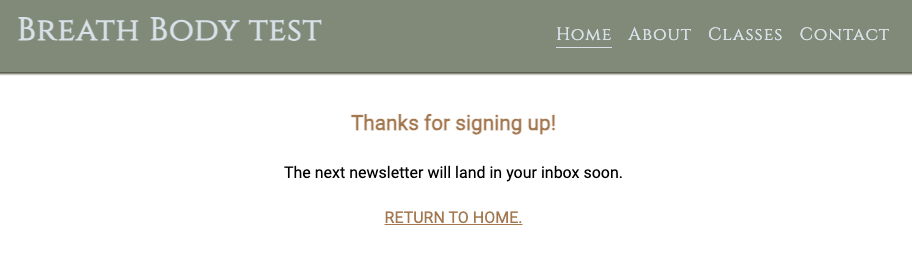 Breath Body test
Home About Classes Contact
Thanks for signing up!
The next newsletter will land in your inbox soon.
RETURN TO HOME.